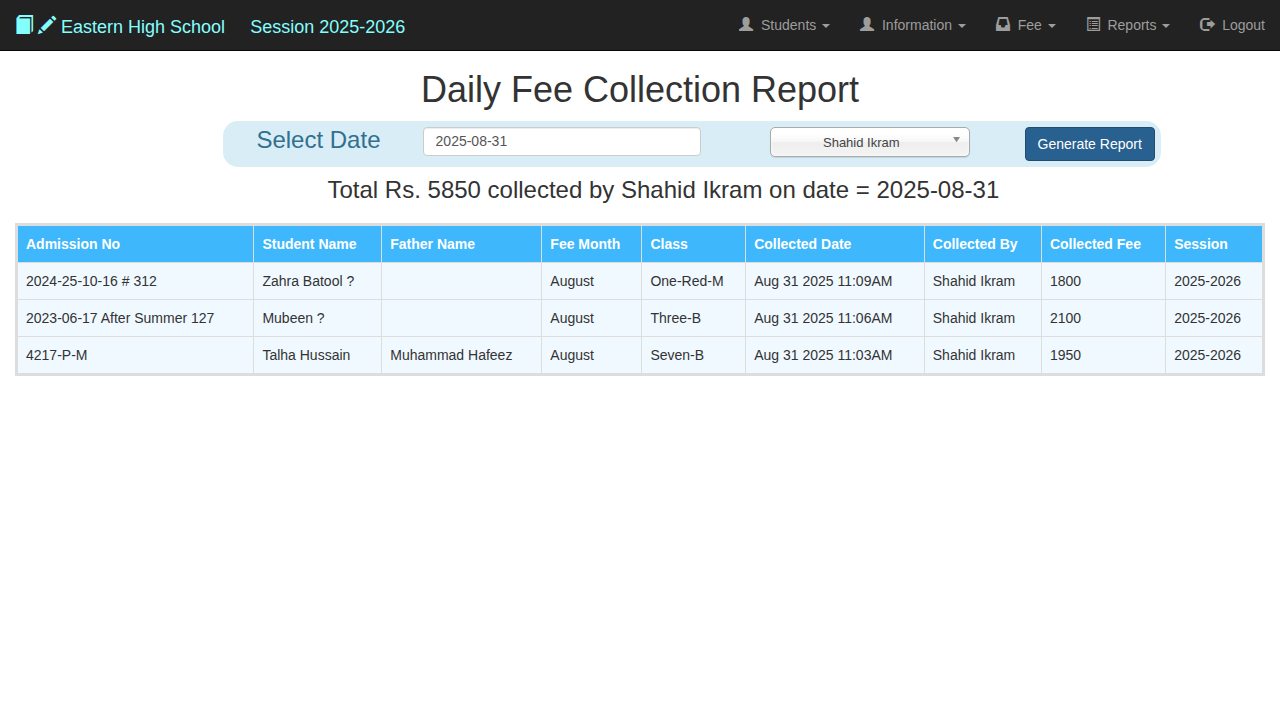 Eastern High School Session 2025-2026 Students Information Fee Reports Logout
Daily Fee Collection Report
Select Date 2025-08-31 Shahid Ikram Generate Report
Total Rs. 5850 collected by Shahid Ikram on date = 2025-08-31
Admission No Student Name Father Name Fee Month Class Collected Date Collected By Collected Fee Session
2024-25-10-16 # 312 Zahra Batool ? August One-Red-M Aug 31 2025 11:09AM Shahid Ikram 1800 2025-2026
2023-06-17 After Summer 127 Mubeen ? August Three-B Aug 31 2025 11:06AM Shahid Ikram 2100 2025-2026
4217-P-M Talha Hussain Muhammad Hafeez August Seven-B Aug 31 2025 11:03AM Shahid Ikram 1950 2025-2026